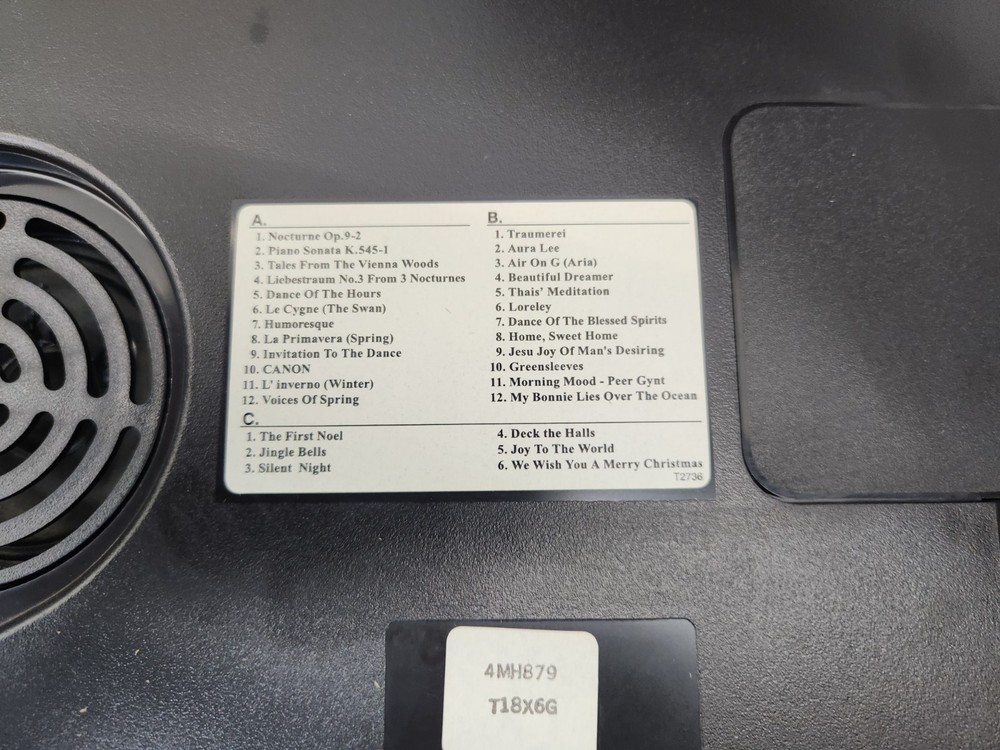 A.
1. Nocturne Op.9-2
2. Piano Sonata K.545-1
3. Tales From The Vienna Woods
4. Liebestraum No.3 From 3 Nocturnes
5. Dance Of The Hours
6. Le Cygne (The Swan)
7. Humoresque
8. La Primavera (Spring)
9. Invitation To The Dance
10. CANON
11. L' inverno (Winter)
12. Voices Of Spring
B.
1. Traumerei
2. Aura Lee
3. Air On G (Aria)
4. Beautiful Dreamer
5. Thais' Meditation
6. Loreley
7. Dance Of The Blessed Spirits
8. Home, Sweet Home
9. Jesu Joy Of Man's Desiring
10. Greensleeves
11. Morning Mood - Peer Gynt
12. My Bonnie Lies Over The Ocean
C.
1. The First Noel
2. Jingle Bells
3. Silent Night
4. Deck the Halls
5. Joy To The World
6. We Wish You A Merry Christmas
T2736
4MH879
T18X6G